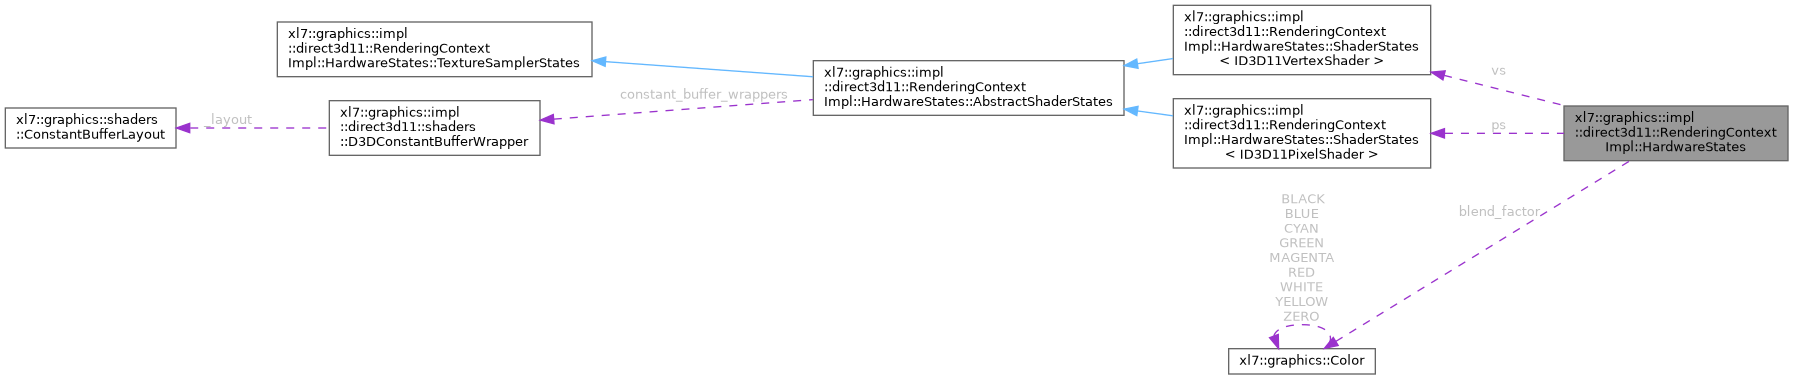 xl7::graphics::shaders
::ConstantBufferLayout
_layout
xl7::graphics::impl
::direct3d11::RenderingContext
Impl::HardwareStates::TextureSamplerStates
xl7::graphics::impl
::direct3d11::shaders
::D3DConstantBufferWrapper
constant_buffer_wrappers
xl7::graphics::impl
::direct3d11::RenderingContext
Impl::HardwareStates::AbstractShaderStates
xl7::graphics::impl
::direct3d11::RenderingContext
Impl::HardwareStates::ShaderStates
< ID3D11VertexShader >
xl7::graphics::impl
::direct3d11::RenderingContext
Impl::HardwareStates::ShaderStates
< ID3D11PixelShader >
vs
ps
xl7::graphics::impl
::direct3d11::RenderingContext
Impl::HardwareStates
blend_factor
BLACK
BLUE
CYAN
GREEN
MAGENTA
RED
WHITE
YELLOW
ZERO
xl7::graphics::Color